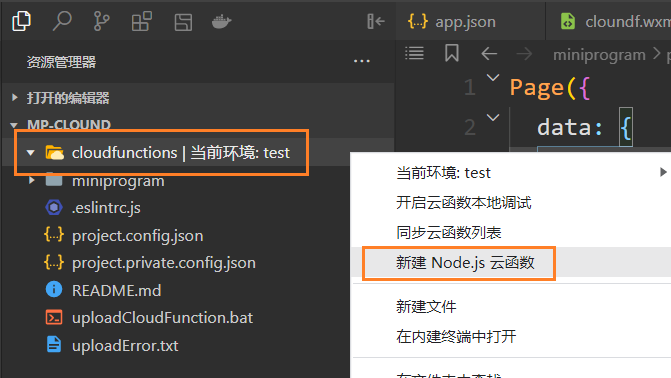 app.json
cloundf.wxm
资源管理器
miniprogram
打开的编辑器
MP-CLOUND
cloudfunctions | 当前环境: test
miniprogram
.eslintrc.js
project.config.json
project.private.config.json
README.md
uploadCloudFunction.bat
uploadError.txt
1 Page({
2 data: {
当前环境: test
开启云函数本地调试
同步云函数列表
新建 Node.js 云函数
新建文件
在内建终端中打开